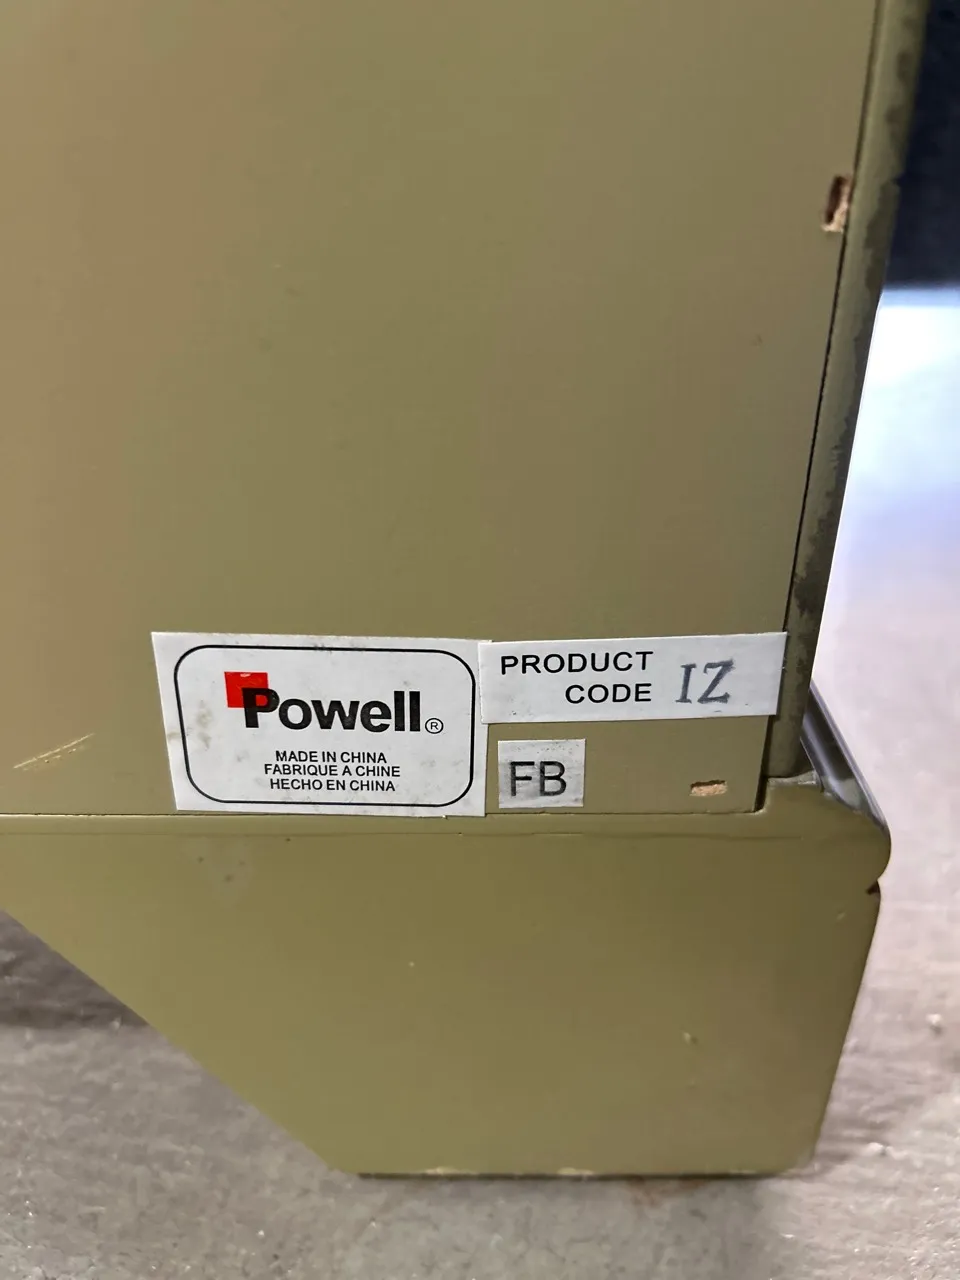 Powell®
MADE IN CHINA
FABRIQUE A CHINE
HECHO EN CHINA
PRODUCT
CODE IZ
FB